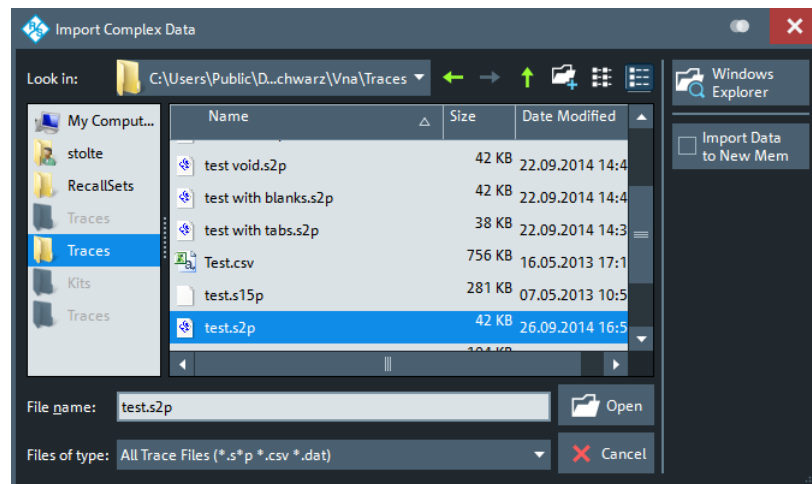 Import Complex Data
Look in: C:\Users\Public\D...chwarz\Vna\Traces
Windows
Explorer
Import Data
to New Mem
My Comput...
stolte
RecallSets
Traces
Traces
Kits
Traces
Name Size Date Modified
test void.s2p 42 KB 22.09.2014 14:4
test with blanks.s2p 42 KB 22.09.2014 14:4
test with tabs.s2p 38 KB 22.09.2014 14:3
Test.csv 756 KB 16.05.2013 17:1
test.s15p 281 KB 07.05.2013 10:5
test.s2p 42 KB 26.09.2014 16:5
File name: test.s2p
Open
Files of type: All Trace Files (*.s*p *.csv *.dat)
Cancel